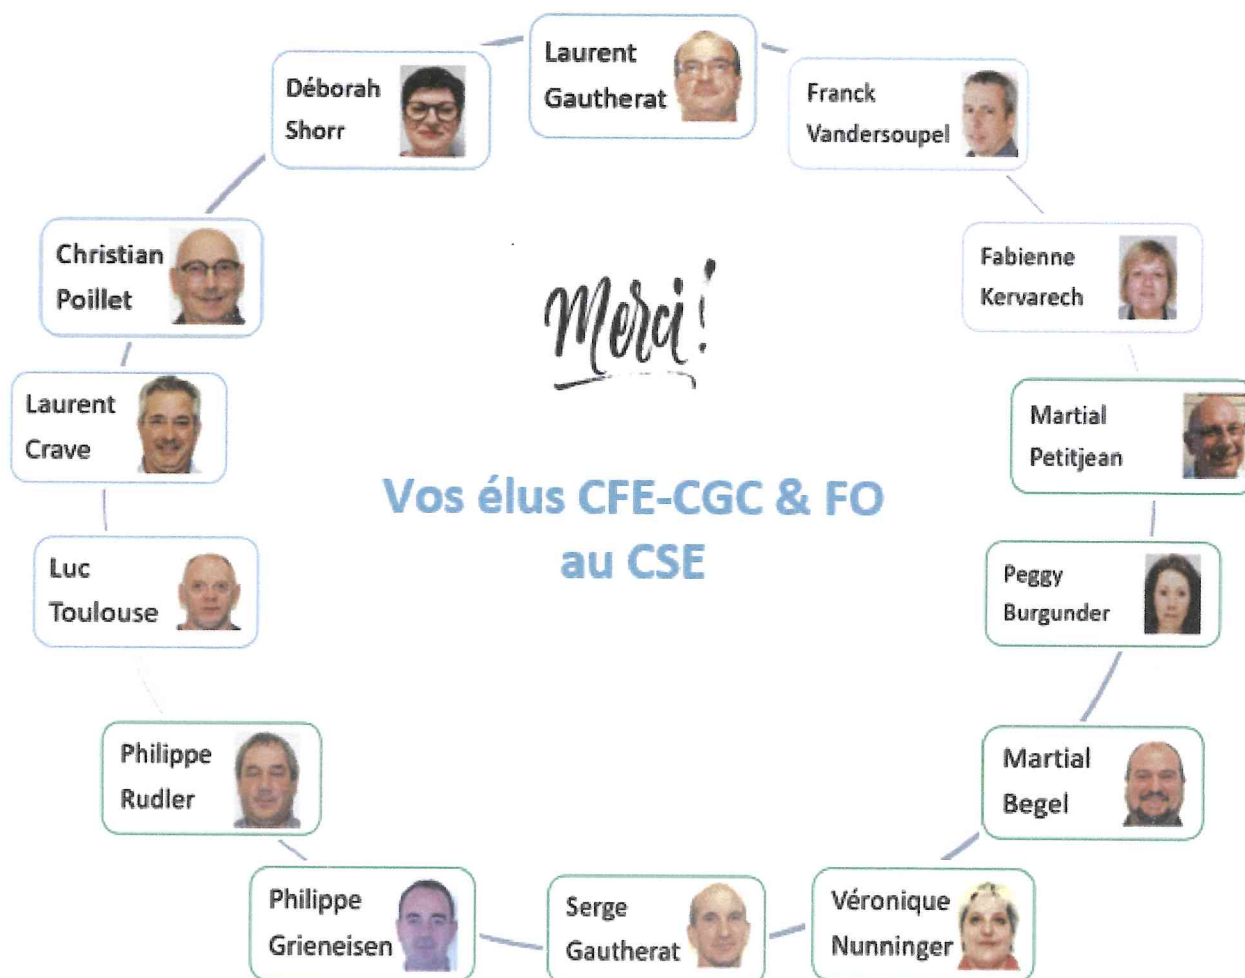 Laurent
Gautherat
Déborah
Shorr
Franck
Vandersoupel
Christian
Poillet
Fabienne
Kervarech
Merci !
Laurent
Crave
Martial
Petitjean
Vos élus CFE-CGC & FO
au CSE
Luc
Toulouse
Peggy
Burgunder
Philippe
Rudler
Martial
Begel
Philippe
Grieneisen
Serge
Gautherat
Véronique
Nunninger